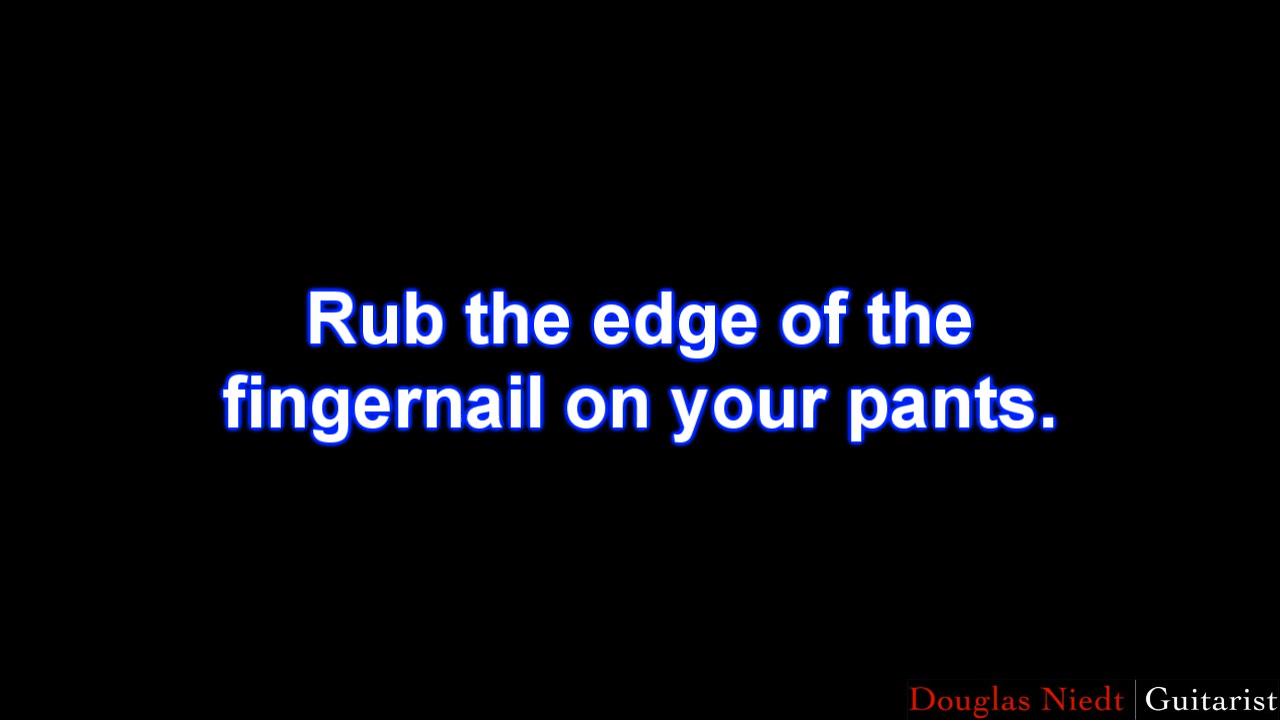 Rub the edge of the
fingernail on your pants.
Douglas Niedt | Guitarist